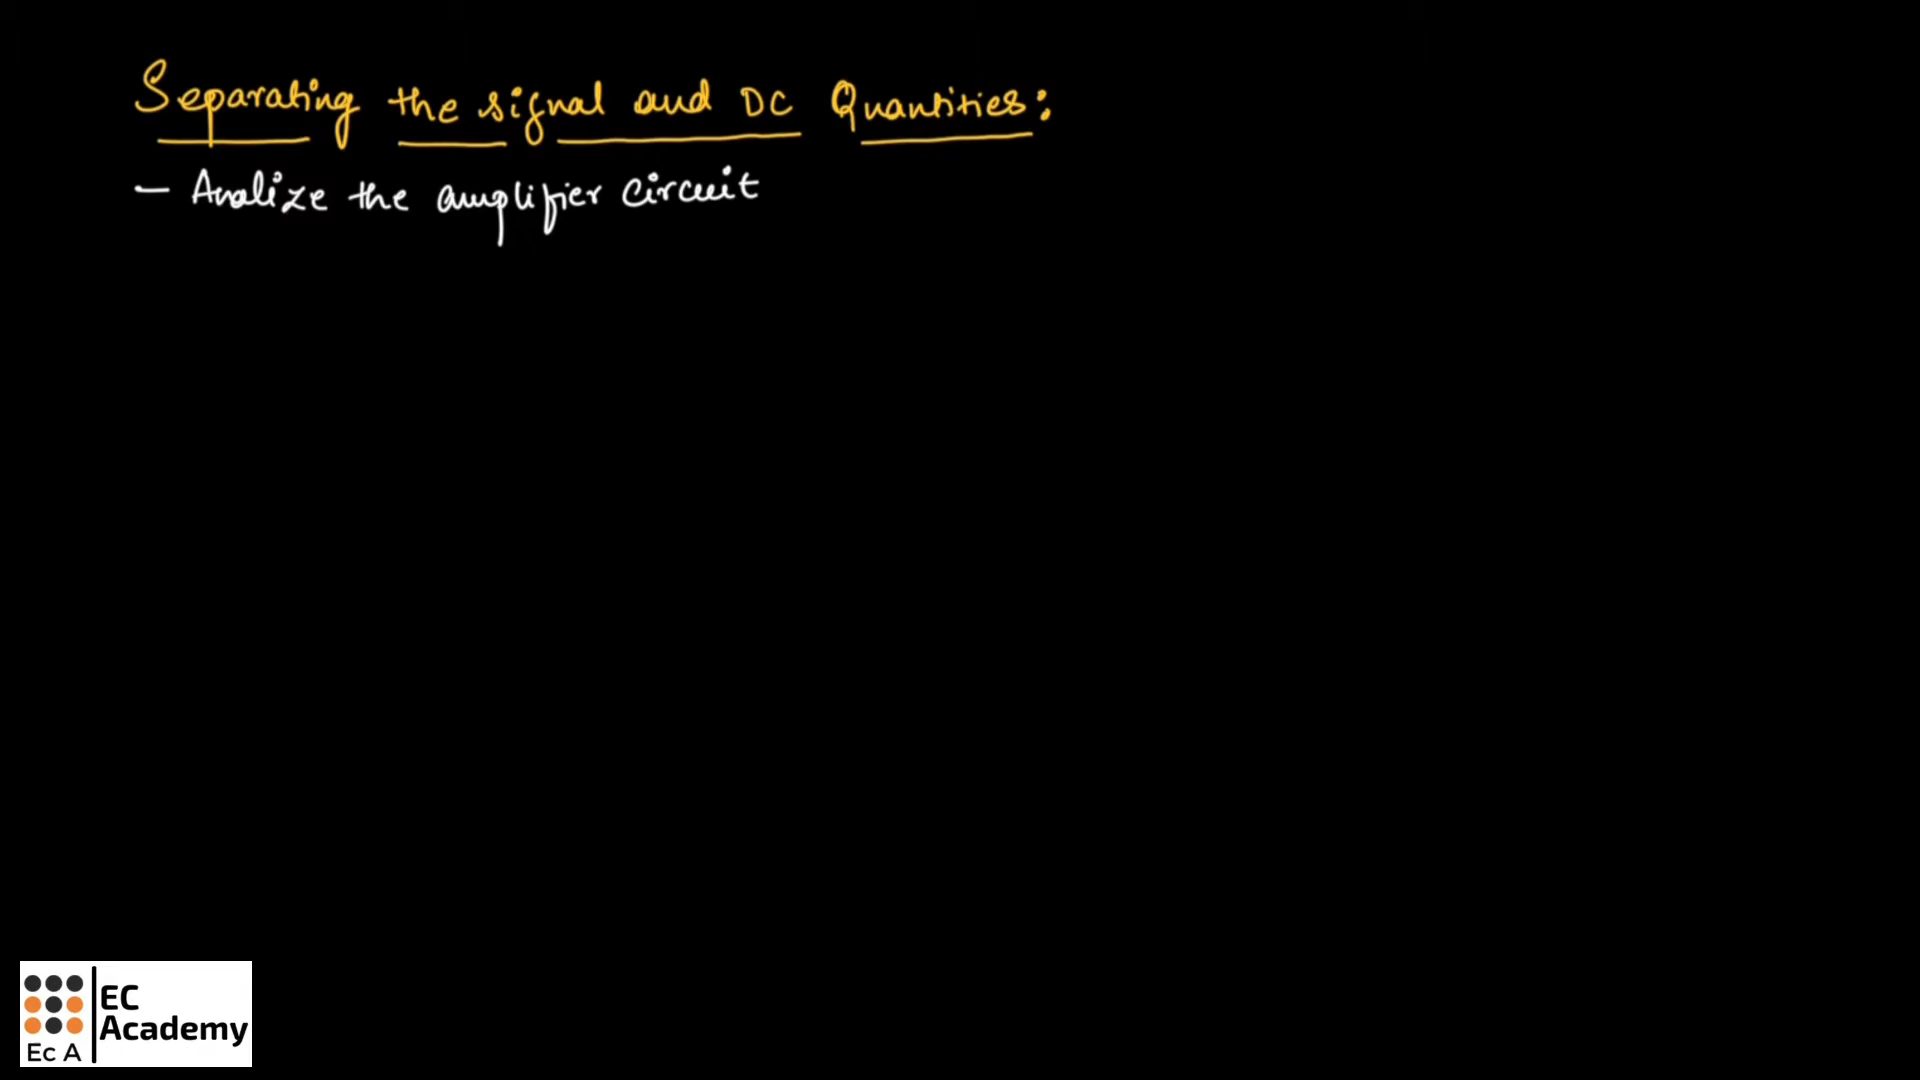 Separating the signal and DC Quantities:
- Analize the amplifier circuit
EC
Academy
Ec A